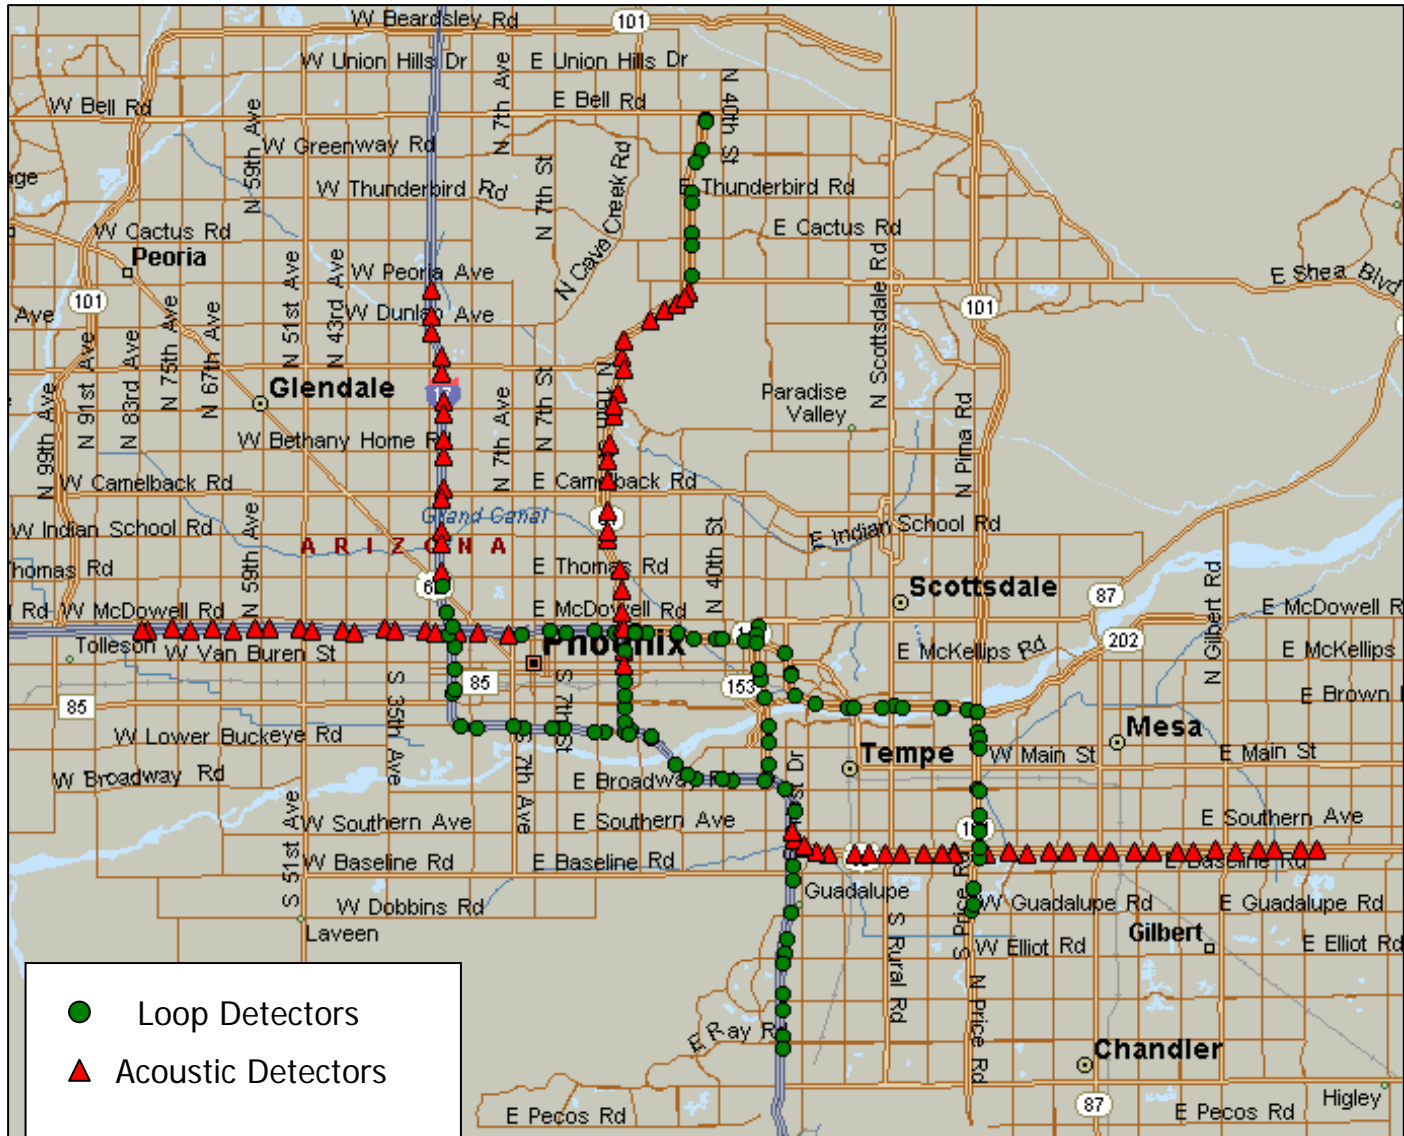 W Beardsley Rd
101
W Union Hills Dr
E Union Hills Dr
N 7th Ave
N 40th St
W Bell Rd
E Bell Rd
N 59th Ave
W Greenway Rd
W Thunderbird Rd
E Thunderbird Rd
N 7th St
N Cave Creek Rd
W Cactus Rd
E Cactus Rd
Peoria
W Peoria Ave
E Shea Blvd
N Scottsdale Rd
101
101
Ave
W Dunlap Ave
N 51st Ave
N 43rd Ave
N 75th Ave
N 67th Ave
N 91st Ave
N 83rd Ave
N 99th Ave
Glendale
17
N 7th Ave
N 7th St
Paradise
Valley
N Pima Rd
W Bethany Home Rd
W Camelback Rd
E Camelback Rd
W Indian School Rd
Grand Canal
E Indian School Rd
ARIZONA
N 59th Ave
N 40th St
Thomas Rd
E Thomas Rd
Scottsdale
87
N Gilbert Rd
W McDowell Rd
E McDowell Rd
E McDowell R
Tolleson
W Van Buren St
Phoenix
E McKellips Rd
202
E McKellips
85
85
153
S 35th Ave
S 7th St
E Brown
W Lower Buckeye Rd
S 7th Ave
Mesa
Tempe
W Main St
E Main St
W Broadway Rd
E Broadway Rd
S 51st Ave
W Southern Ave
E Southern Ave
E Southern Ave
W Baseline Rd
E Baseline Rd
E Baseline Rd
Guadalupe
W Dobbins Rd
Laveen
S Rural Rd
S Price Rd
W Guadalupe Rd
E Guadalupe Rd
W Elliot Rd
Gilbert
E Elliot Rd
N Price Rd
E Ray R
Chandler
87
Higley
E Pecos Rd
E Pecos Rd
Loop Detectors
Acoustic Detectors